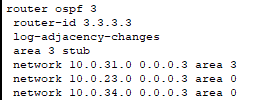 router ospf 3
router-id 3.3.3.3
log-adjacency-changes
area 3 stub
network 10.0.31.0 0.0.0.3 area 3
network 10.0.23.0 0.0.0.3 area 0
network 10.0.34.0 0.0.0.3 area 0